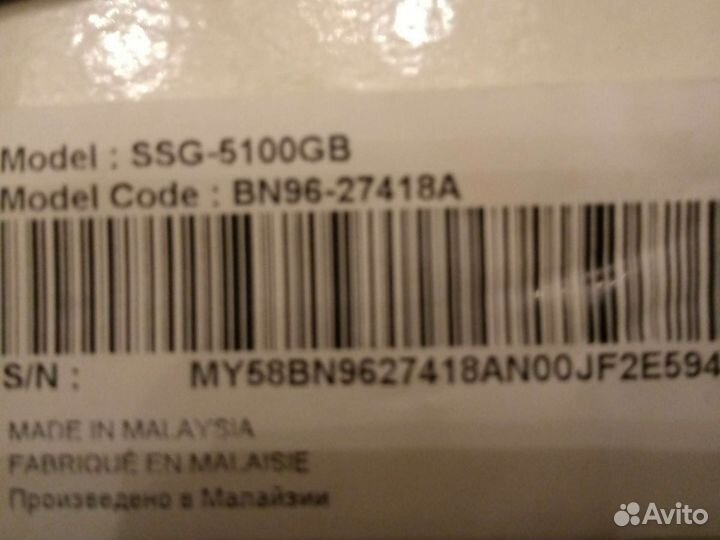 Model : SSG-5100GB
Model Code : BN96-27418A
S/N : MY58BN9627418AN00JF2E594
MADE IN MALAYSIA
FABRIQUÉ EN MALAISIE
Произведено в Малайзии
Avito